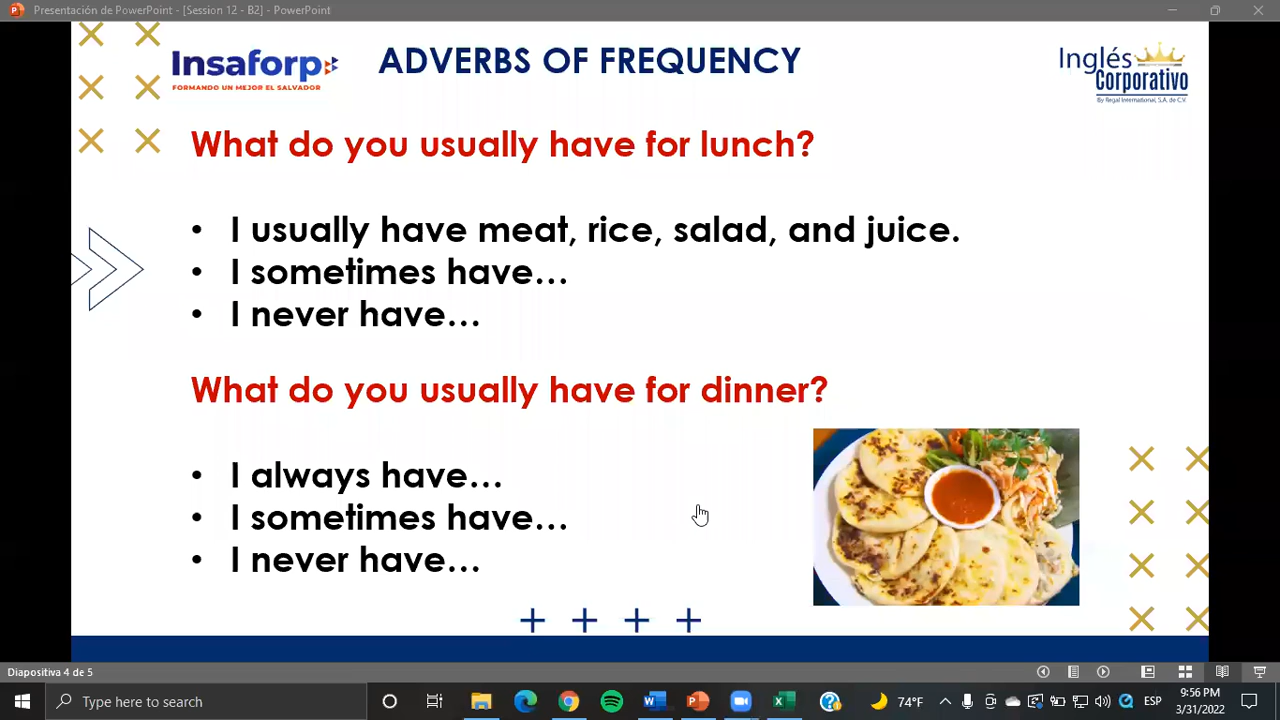 Presentación de PowerPoint - [Session 12 - B2] - PowerPoint
Insaforp
FORMANDO UN MEJOR EL SALVADOR
ADVERBS OF FREQUENCY
Inglés
Corporativo
By Regal International, S.A. de C.V.
What do you usually have for lunch?
• I usually have meat, rice, salad, and juice.
• I sometimes have…
• I never have…
What do you usually have for dinner?
• I always have…
• I sometimes have…
• I never have…
Diapositiva 4 de 5
Type here to search
74°F
ESP
9:56 PM
3/31/2022